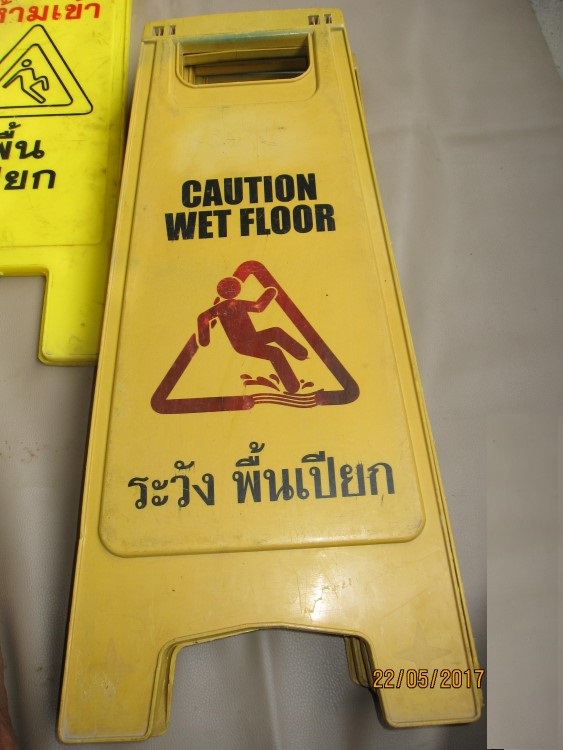 ห้ามเข้า
พื้น
เปียก
CAUTION
WET FLOOR
ระวัง พื้นเปียก
22/05/2017